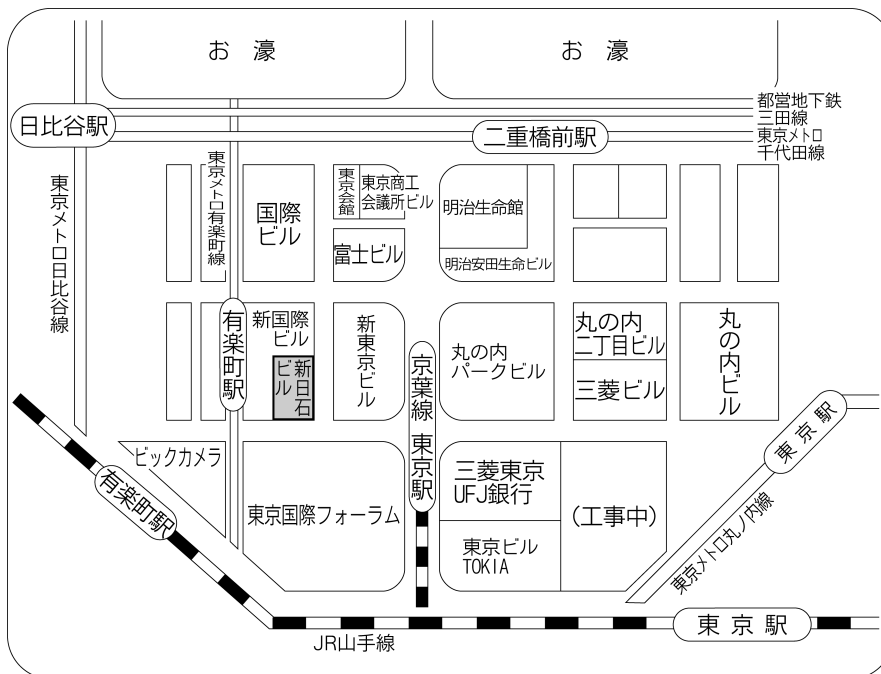 お 濠
お 濠
都営地下鉄
三田線
東京メトロ
千代田線
日比谷駅
二重橋前駅
東京メトロ日比谷線
東京メトロ有楽町線
国際
ビル
東京会館
東京商工
会議所ビル
富士ビル
明治生命館
明治安田生命ビル
有楽町駅
新国際
ビル
新日石
ビル
新東京ビル
京葉線 東京駅
丸の内
パークビル
丸の内
二丁目ビル
三菱ビル
丸の内ビル
東京駅
ビックカメラ
有楽町駅
東京国際フォーラム
三菱東京
UFJ銀行
東京ビル
TOKIA
（工事中）
東京メトロ丸ノ内線
東京駅
JR山手線